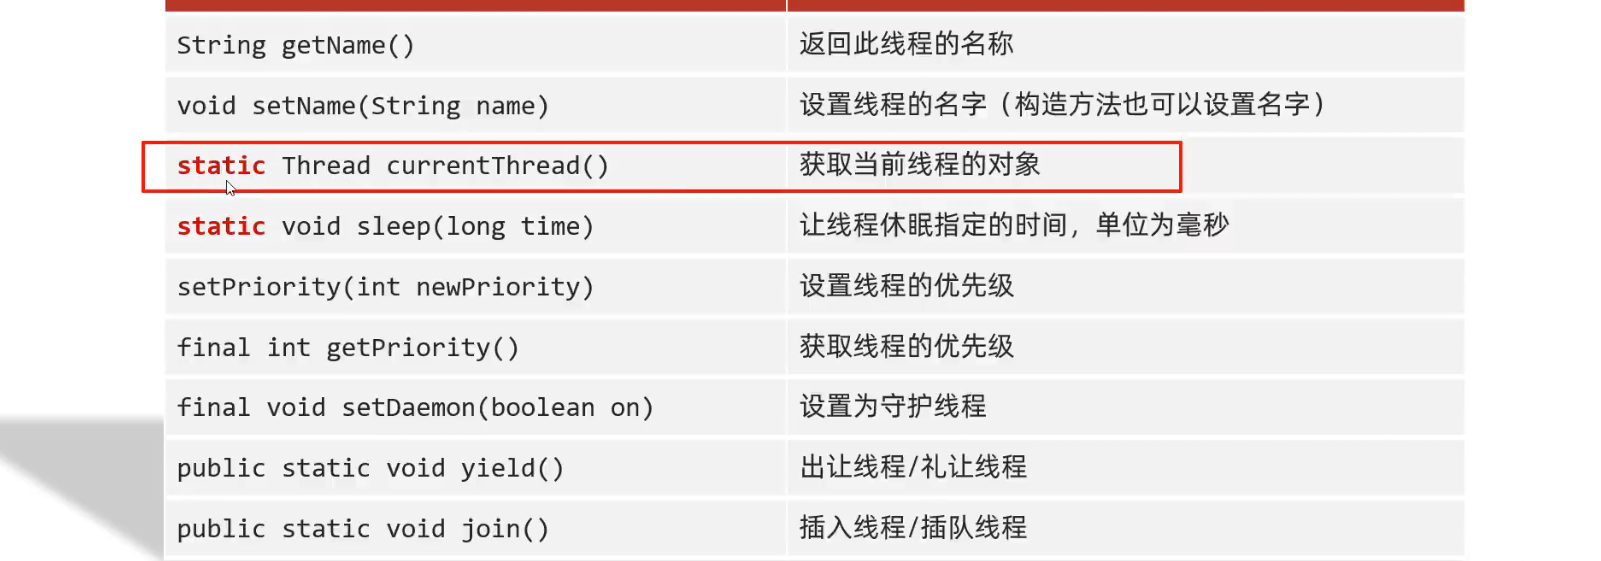 String getName() 返回此线程的名称
void setName(String name) 设置线程的名字（构造方法也可以设置名字）
static Thread currentThread() 获取当前线程的对象
static void sleep(long time) 让线程休眠指定的时间，单位为毫秒
setPriority(int newPriority) 设置线程的优先级
final int getPriority() 获取线程的优先级
final void setDaemon(boolean on) 设置为守护线程
public static void yield() 出让线程/礼让线程
public static void join() 插入线程/插队线程